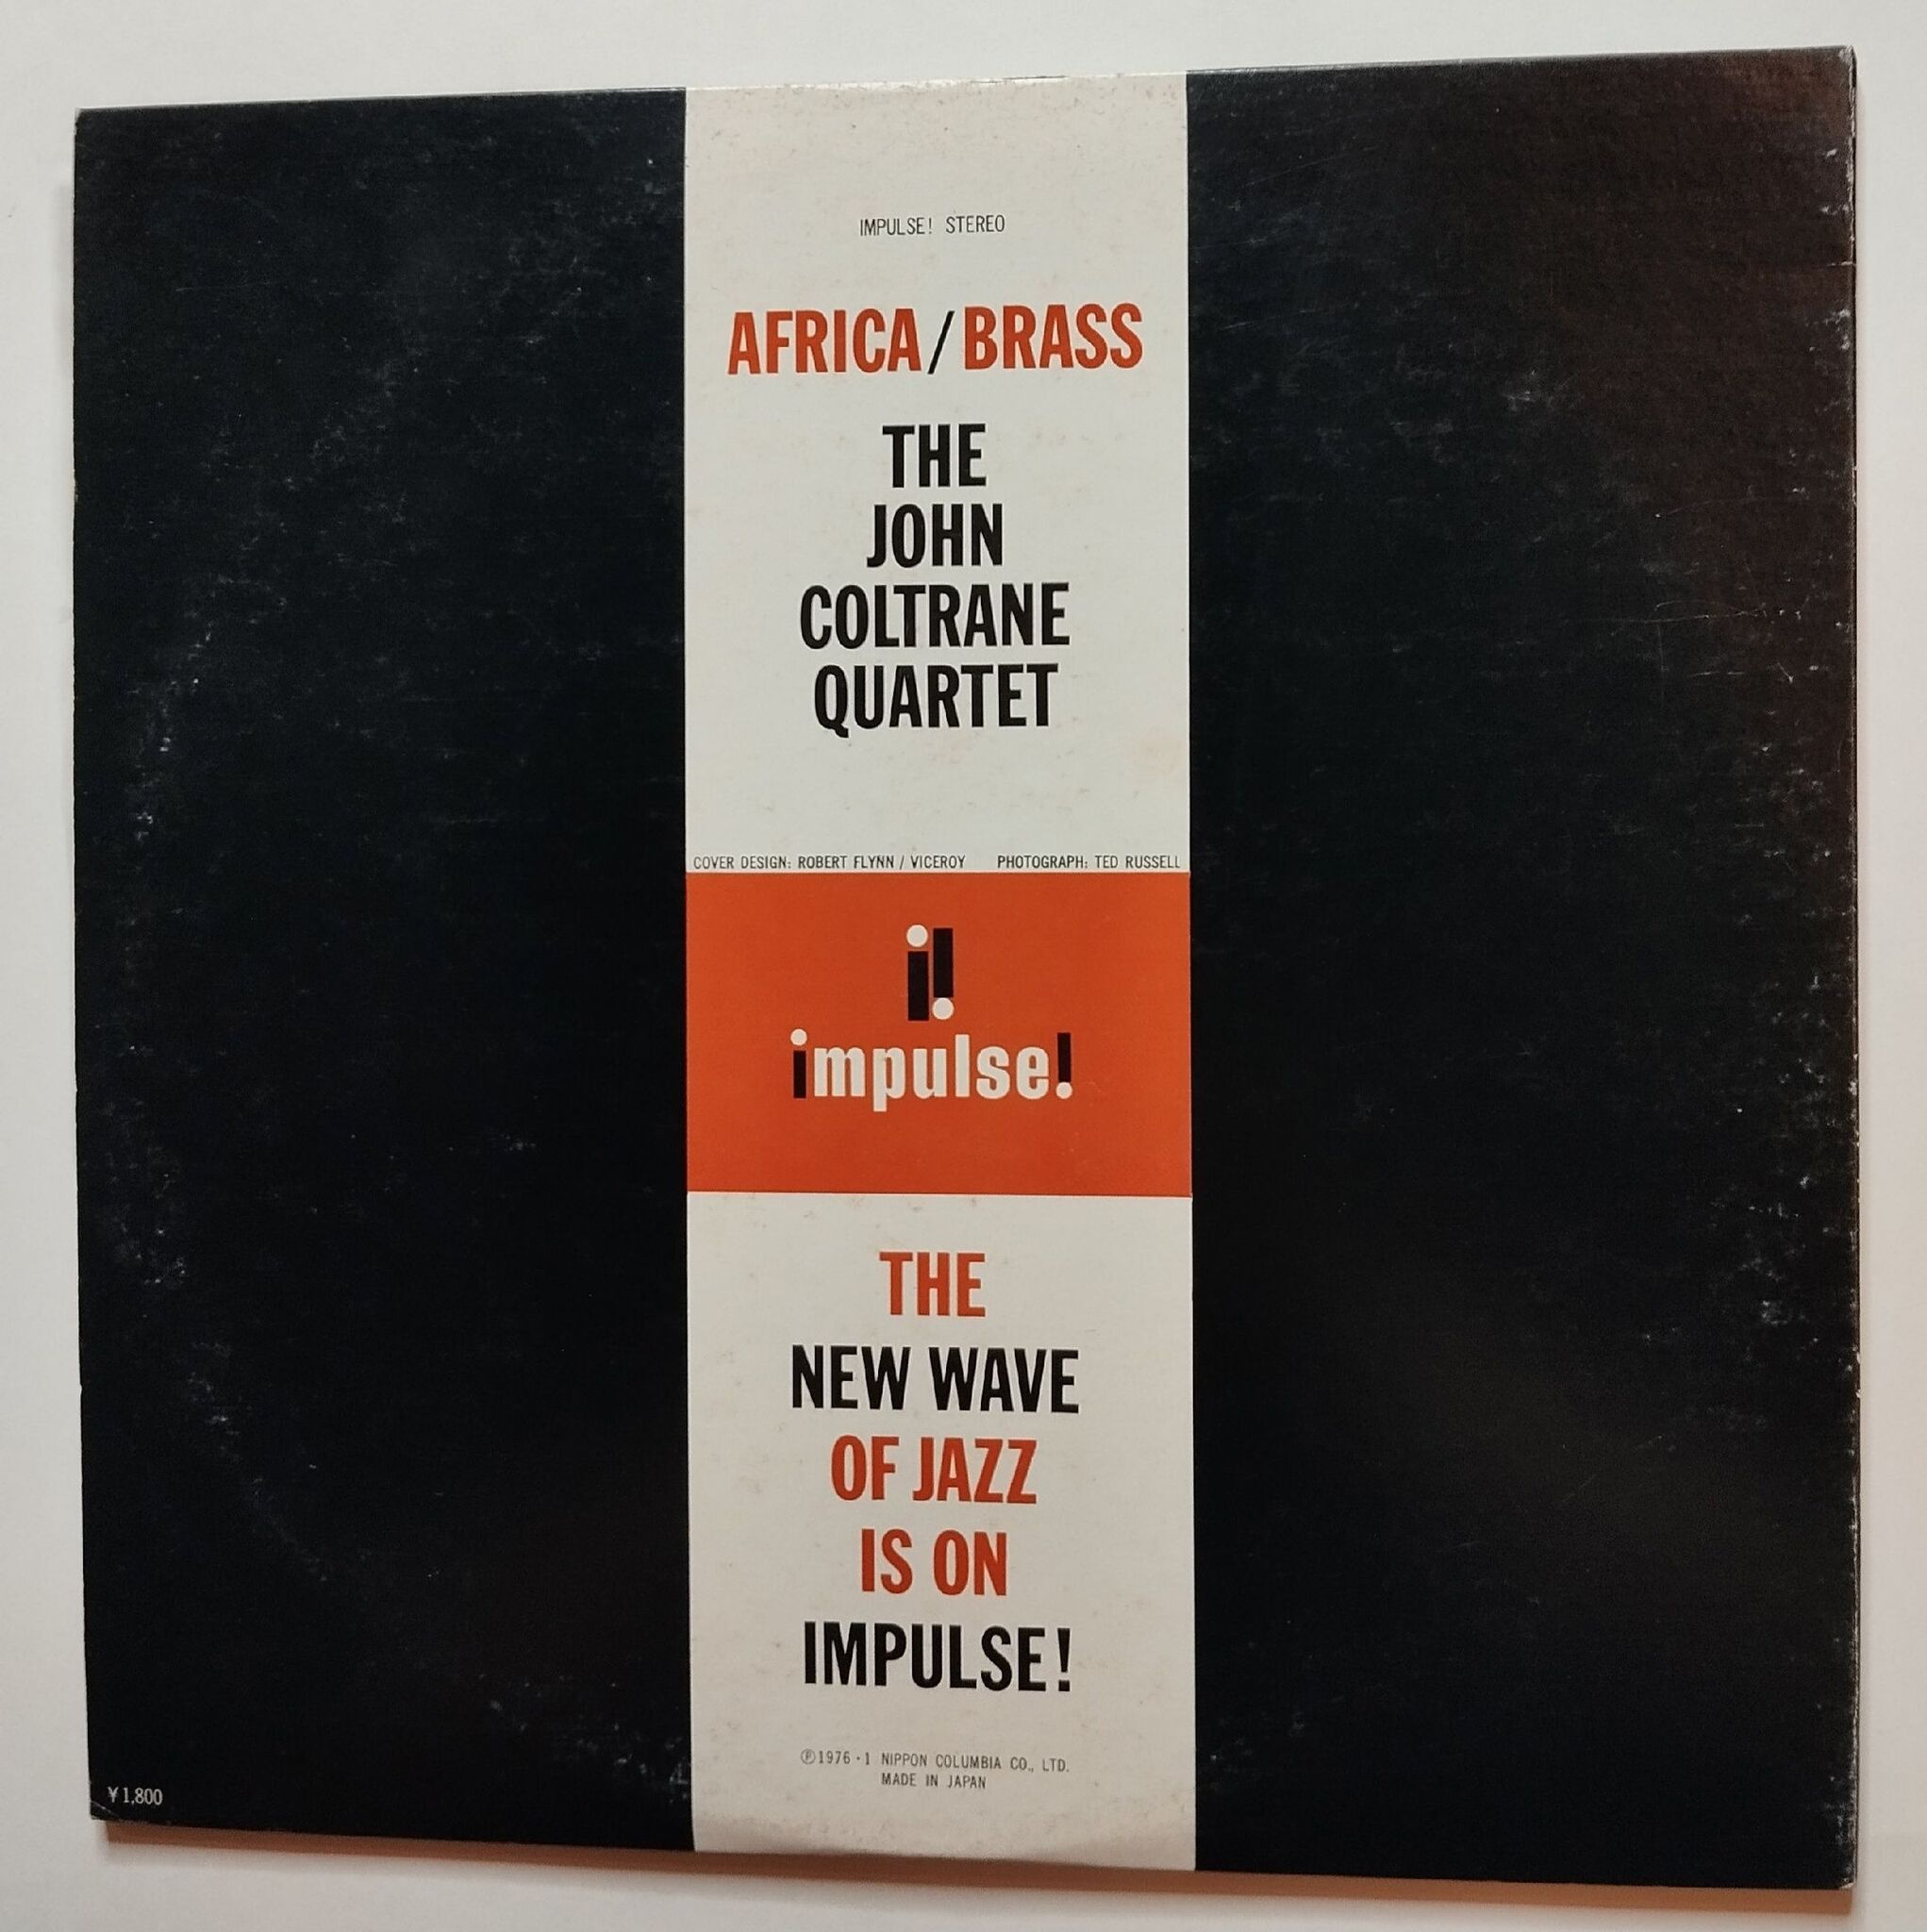 IMPULSE! STEREO
AFRICA/BRASS
THE
JOHN
COLTRANE
QUARTET
COVER DESIGN: ROBERT FLYNN / VICEROY PHOTOGRAPH: TED RUSSELL
i!
impulse!
THE
NEW WAVE
OF JAZZ
IS ON
IMPULSE!
℗1976・1 NIPPON COLUMBIA CO., LTD.
MADE IN JAPAN
¥1,800